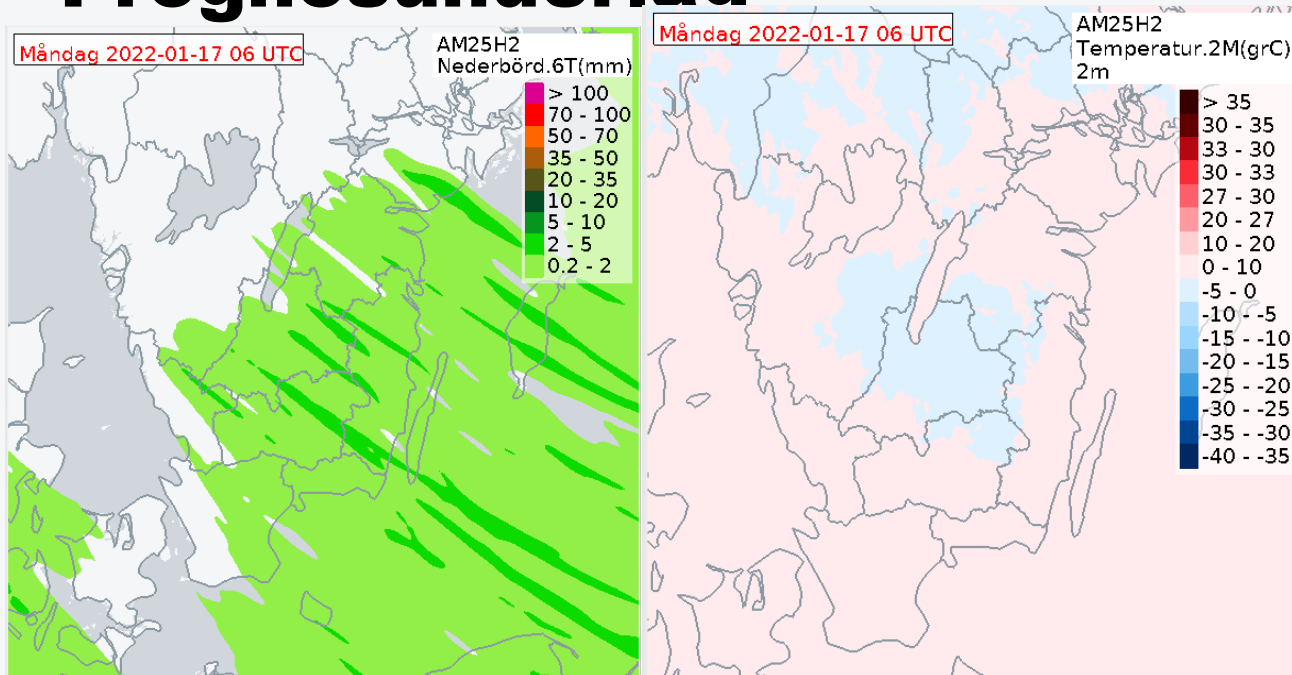 Prognosunderlag
Måndag 2022-01-17 06 UTC
AM25H2
Nederbörd.6T(mm)
> 100
70 - 100
50 - 70
35 - 50
20 - 35
10 - 20
5 - 10
2 - 5
0.2 - 2
Måndag 2022-01-17 06 UTC
AM25H2
Temperatur.2M(grC)
2m
> 35
30 - 35
33 - 30
30 - 33
27 - 30
20 - 27
10 - 20
0 - 10
-5 - 0
-10 - -5
-15 - -10
-20 - -15
-25 - -20
-30 - -25
-35 - -30
-40 - -35